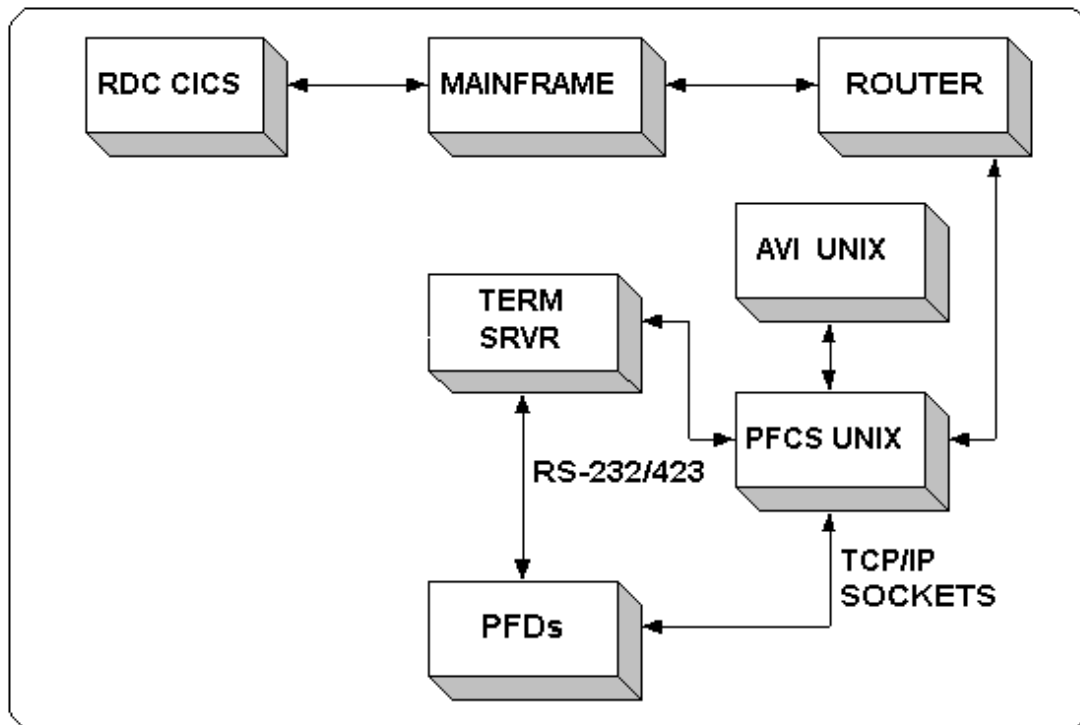 RDC CICS
MAINFRAME
ROUTER
AVI UNIX
TERM
SRVR
PFCS UNIX
RS-232/423
TCP/IP
SOCKETS
PFDs